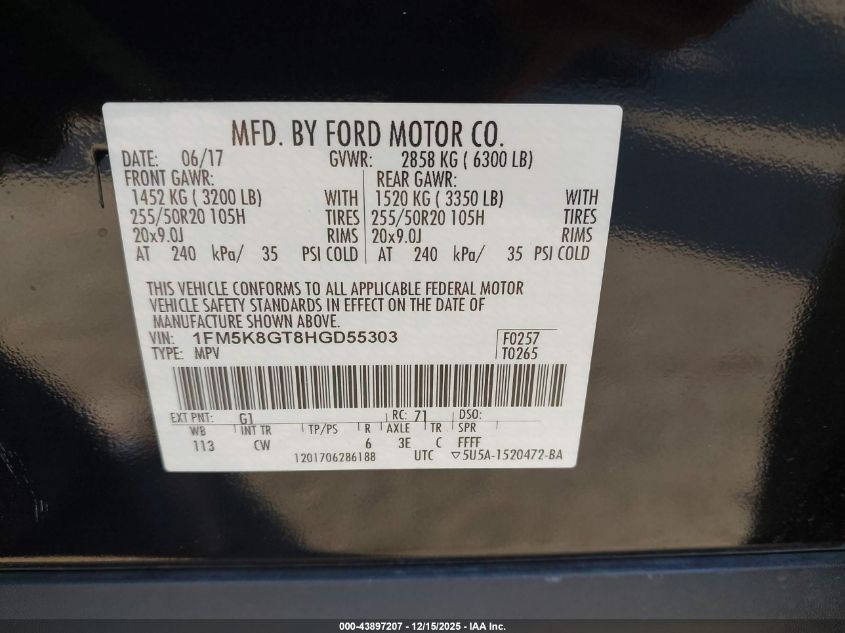 MFD. BY FORD MOTOR CO.
DATE: 06/17 GVWR: 2858 KG ( 6300 LB)
FRONT GAWR: REAR GAWR:
1452 KG ( 3200 LB) WITH 1520 KG ( 3350 LB) WITH
255/50R20 105H TIRES 255/50R20 105H TIRES
20x9.0J RIMS 20x9.0J RIMS
AT 240 kPa/ 35 PSI COLD AT 240 kPa/ 35 PSI COLD
THIS VEHICLE CONFORMS TO ALL APPLICABLE FEDERAL MOTOR
VEHICLE SAFETY STANDARDS IN EFFECT ON THE DATE OF
MANUFACTURE SHOWN ABOVE.
VIN: 1FM5K8GT8HGD55303 F0257
TYPE: MPV T0265
EXT PNT: G1 RC: 71 DSO:
WB INT TR TP/PS R AXLE TR SPR
113 CW 6 3E C FFFF
1201706286188 UTC ▽5U5A-1520472-BA
000-43897207 - 12/15/2025 - IAA Inc.